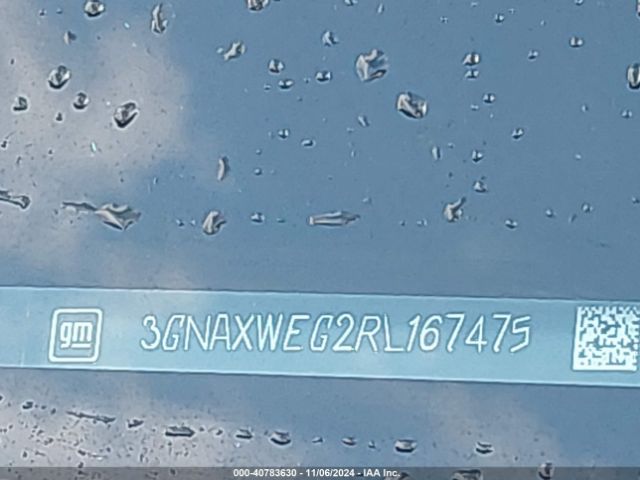 gm
3GNAXWEG2RL167475
000-40783630 - 11/06/2024 - IAA Inc.